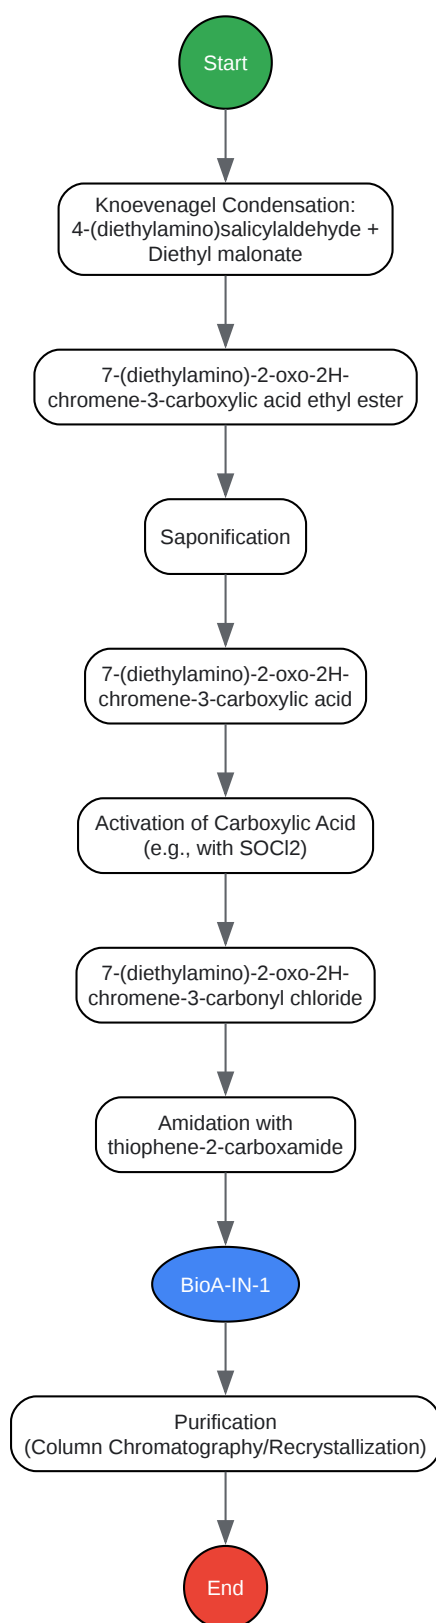 Start
Knoevenagel Condensation:
4-(diethylamino)salicylaldehyde +
Diethyl malonate
7-(diethylamino)-2-oxo-2H-
chromene-3-carboxylic acid ethyl ester
Saponification
7-(diethylamino)-2-oxo-2H-
chromene-3-carboxylic acid
Activation of Carboxylic Acid
(e.g., with SOCl2)
7-(diethylamino)-2-oxo-2H-
chromene-3-carbonyl chloride
Amidation with
thiophene-2-carboxamide
BioA-IN-1
Purification
(Column Chromatography/Recrystallization)
End